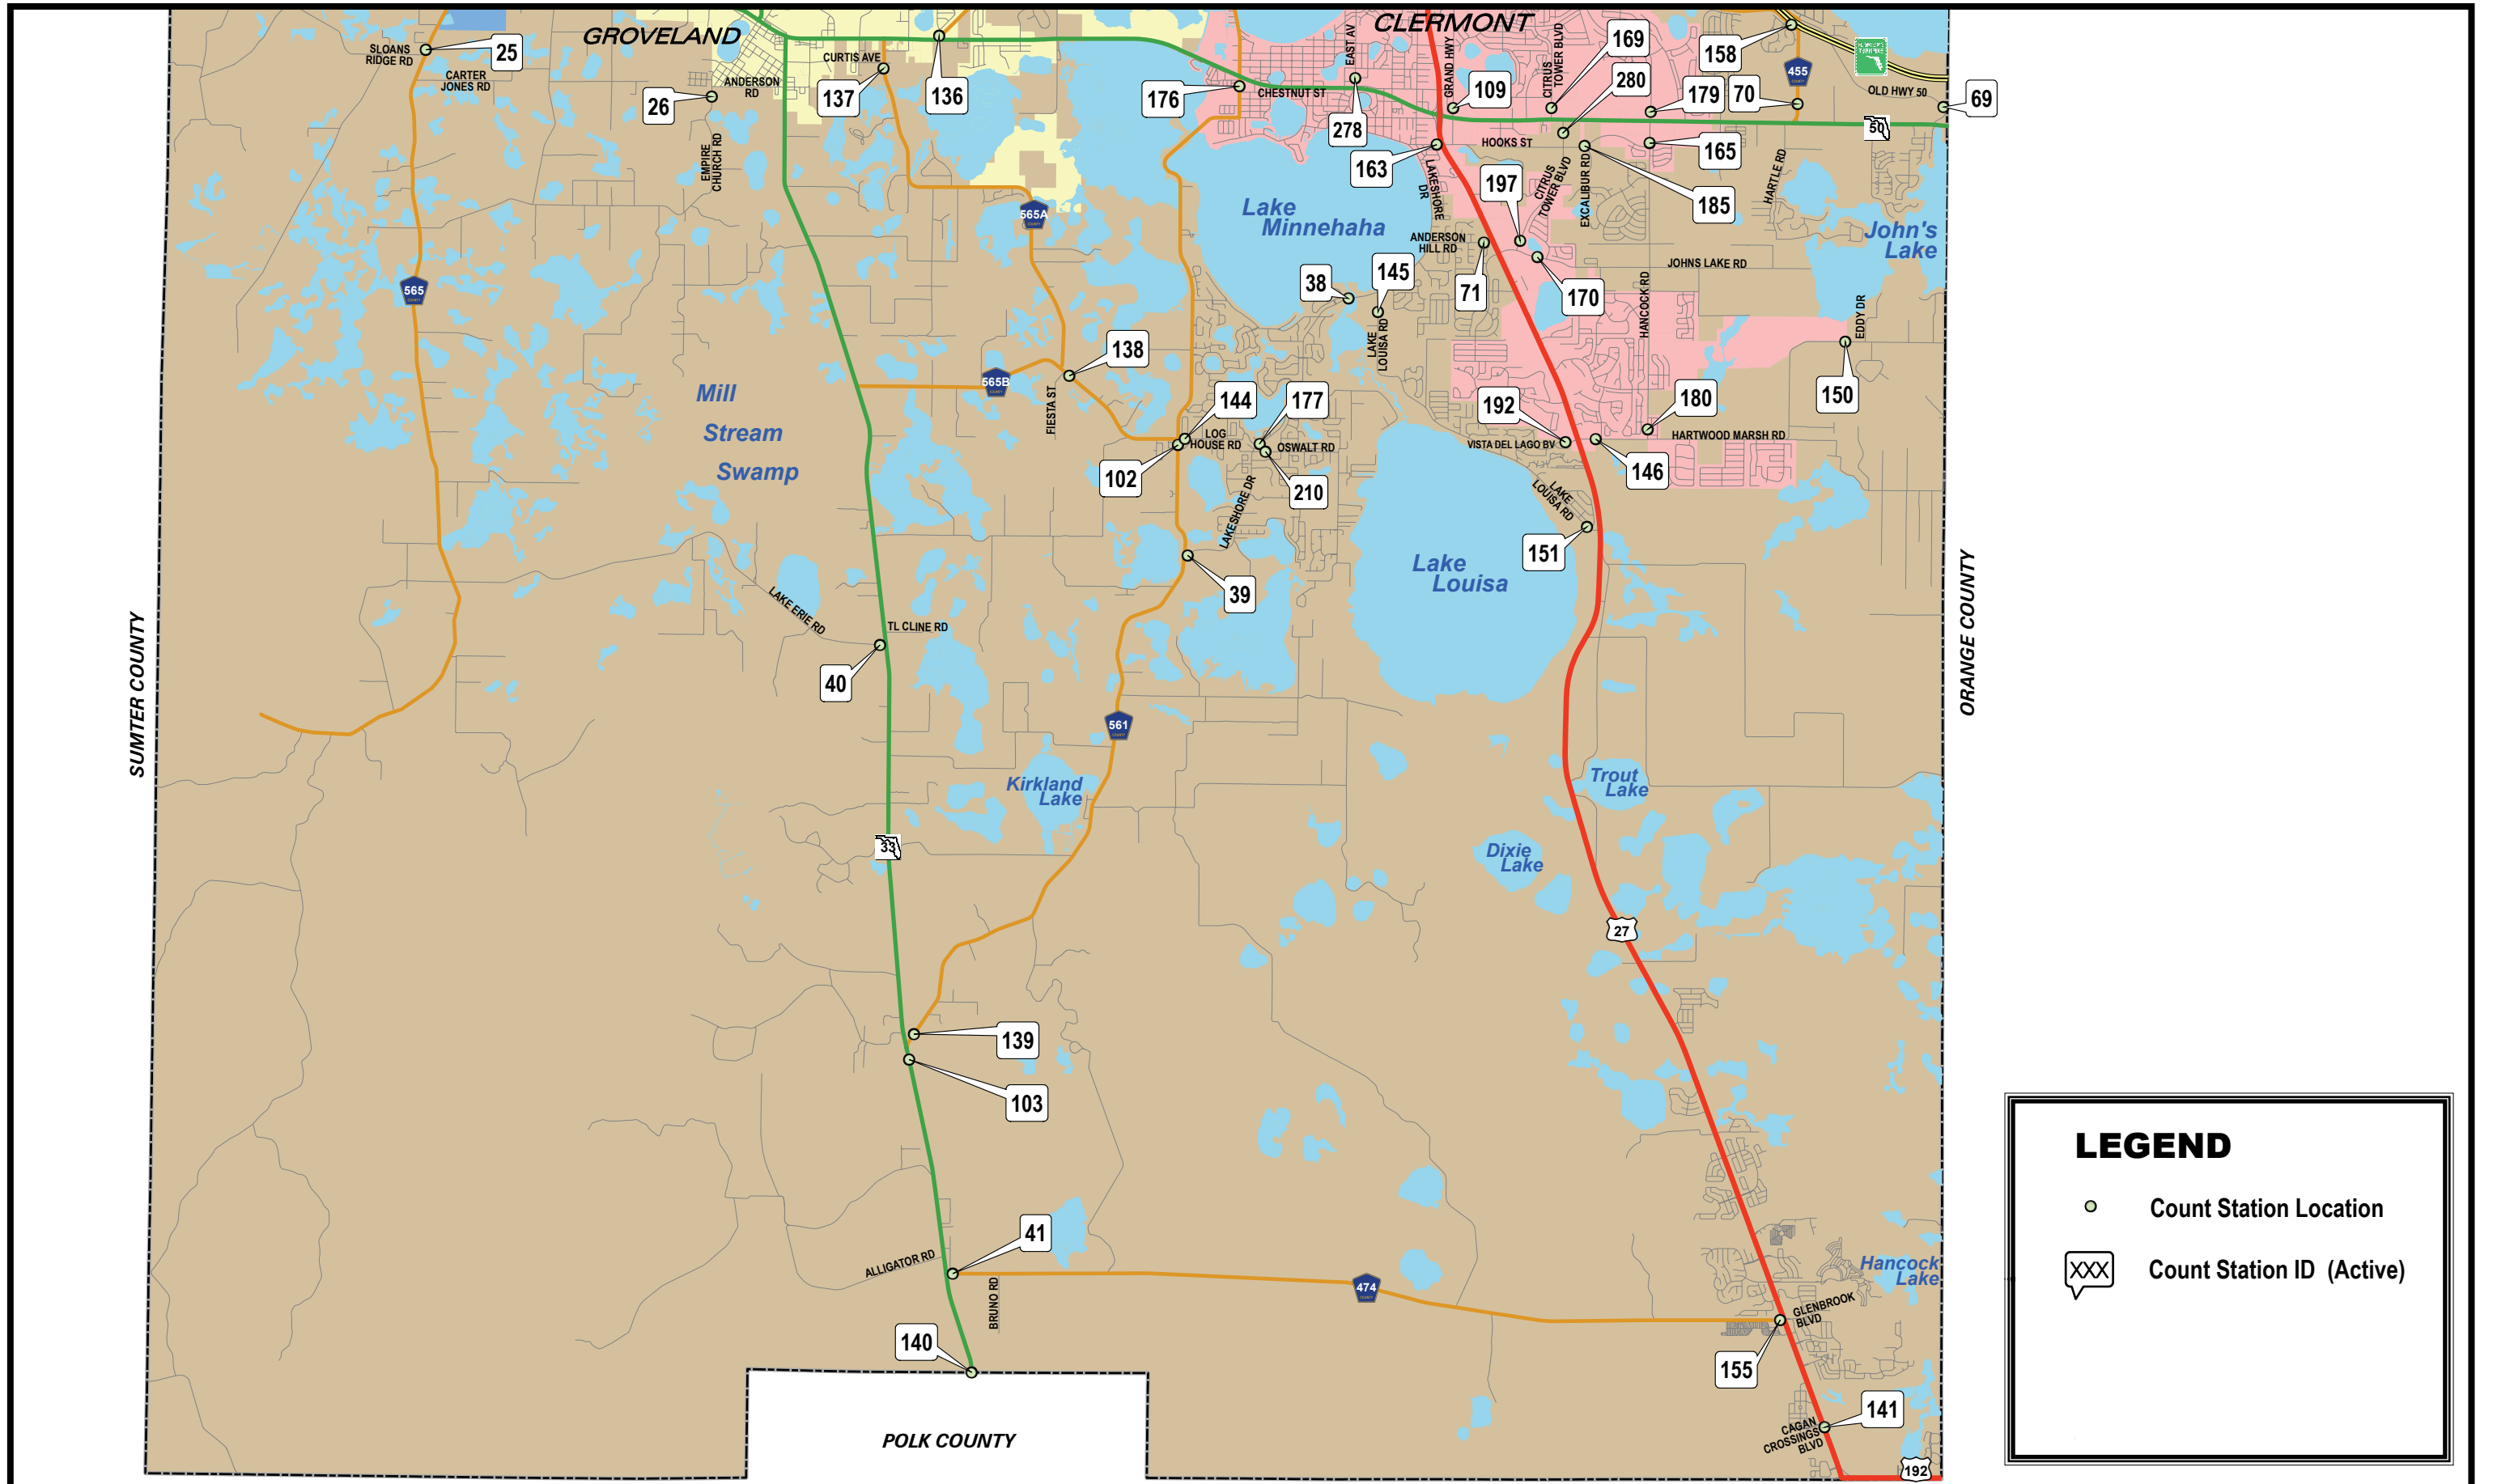 GROVELAND
CLERMONT
SLOANS
RIDGE RD
25
CARTER
JONES RD
26
ANDERSON
RD
CURTIS AVE
137
136
176
CHESTNUT ST
EAST AV
278
GRAND HWY
109
CITRUS
TOWER BLVD
169
280
158
455
COUNTY
179
70
OLD HWY 50
69
50
EMPIRE
CHURCH RD
163
HOOKS ST
165
LAKESHORE
DR
197
CITRUS
TOWER BLVD
EXCALIBUR RD
185
HARTLE RD
565A
COUNTY
Lake
Minnehaha
John's
Lake
ANDERSON
HILL RD
JOHNS LAKE RD
565
COUNTY
38
145
71
170
HANCOCK RD
EDDY DR
LAKE
LOUISA RD
138
565B
COUNTY
FIESTA ST
150
Mill
Stream
Swamp
144
177
192
180
LOG
HOUSE RD
OSWALT RD
VISTA DEL LAGO BV
HARTWOOD MARSH RD
102
210
146
LAKESHORE DR
LAKE
LOUISA RD
151
Lake
Louisa
39
LAKE ERIE RD
TL CLINE RD
40
SUMTER COUNTY
ORANGE COUNTY
561
COUNTY
Kirkland
Lake
Trout
Lake
33
Dixie
Lake
27
139
103
41
ALLIGATOR RD
BRUNO RD
474
COUNTY
Hancock
Lake
GLENBROOK
BLVD
140
155
141
CAGAN
CROSSINGS
BLVD
POLK COUNTY
192
LEGEND
Count Station Location
XXX
Count Station ID (Active)